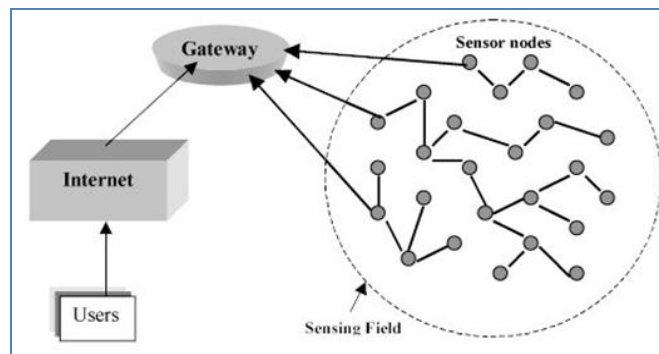 Gateway
Sensor nodes
Internet
Users
Sensing Field